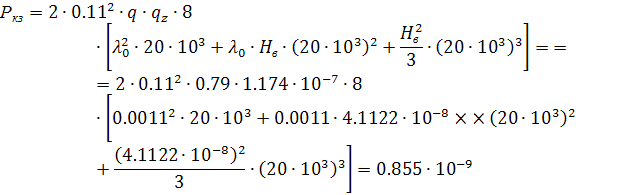 P_кз = 2 · 0.11² · q · q_z · 8
· [λ₀² · 20 · 10³ + λ₀ · H_в · (20 · 10³)² + H_в²/3 · (20 · 10³)³] = =
= 2 · 0.11² · 0.79 · 1.174 · 10⁻⁷ · 8
· [0.0011² · 20 · 10³ + 0.0011 · 4.1122 · 10⁻⁸ × × (20 · 10³)²
+ (4.1122 · 10⁻⁸)²/3 · (20 · 10³)³] = 0.855 · 10⁻⁹